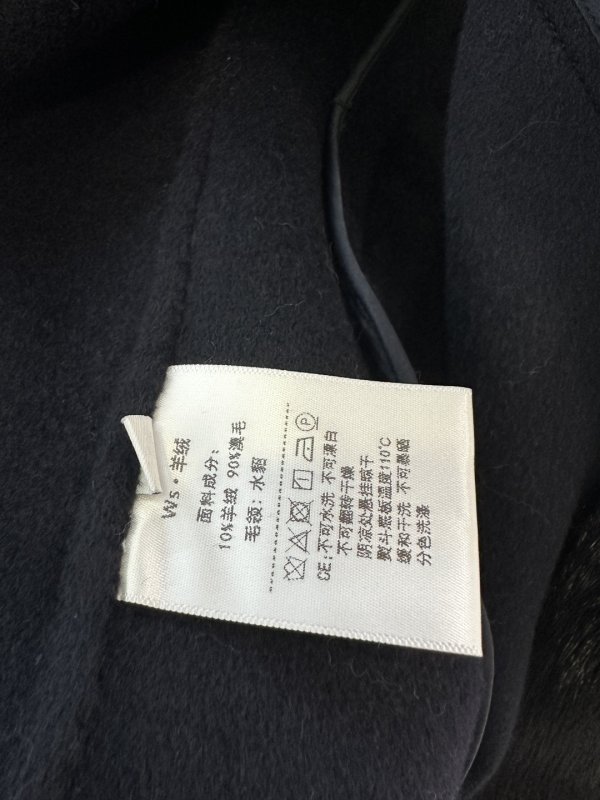 Ws·羊绒
面料成分:
10%羊绒 90%澳毛
毛领:水貂
CE:不可水洗 不可漂白
不可翻转干燥
阴凉处悬挂晾干
熨斗底板温度110℃
缓和干洗 不可暴晒
分色洗涤